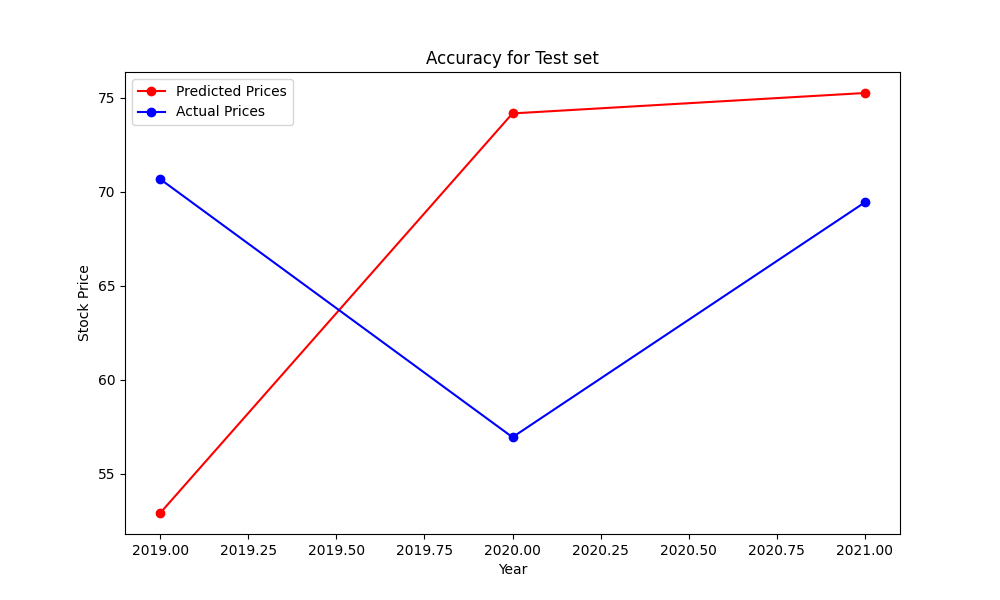 Accuracy for Test set
Predicted Prices
Actual Prices
75
70
65
60
55
Stock Price
2019.00 2019.25 2019.50 2019.75 2020.00 2020.25 2020.50 2020.75 2021.00
Year